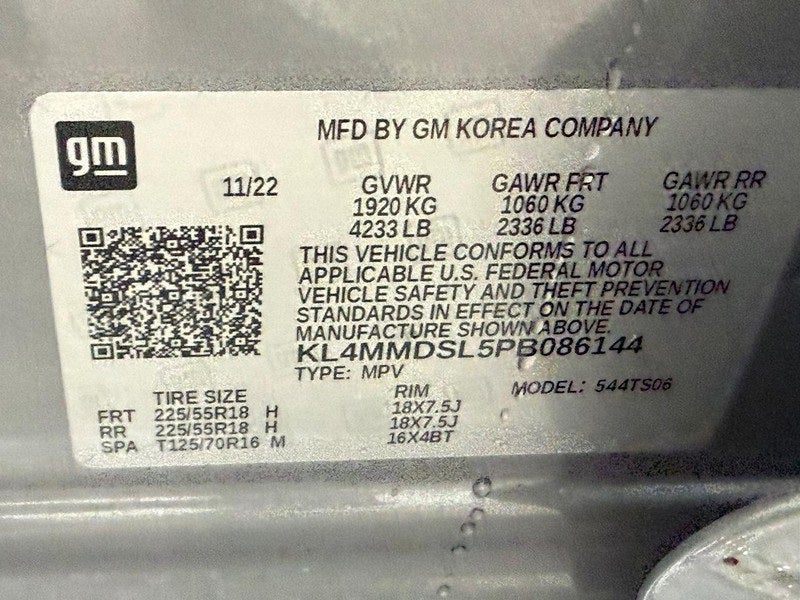 gm
MFD BY GM KOREA COMPANY
11/22 GVWR GAWR FRT GAWR RR
1920 KG 1060 KG 1060 KG
4233 LB 2336 LB 2336 LB
THIS VEHICLE CONFORMS TO ALL
APPLICABLE U.S. FEDERAL MOTOR
VEHICLE SAFETY AND THEFT PREVENTION
STANDARDS IN EFFECT ON THE DATE OF
MANUFACTURE SHOWN ABOVE.
KL4MMDSL5PB086144
TYPE: MPV MODEL: 544TS06
TIRE SIZE RIM
FRT 225/55R18 H 18X7.5J
RR 225/55R18 H 18X7.5J
SPA T125/70R16 M 16X4BT